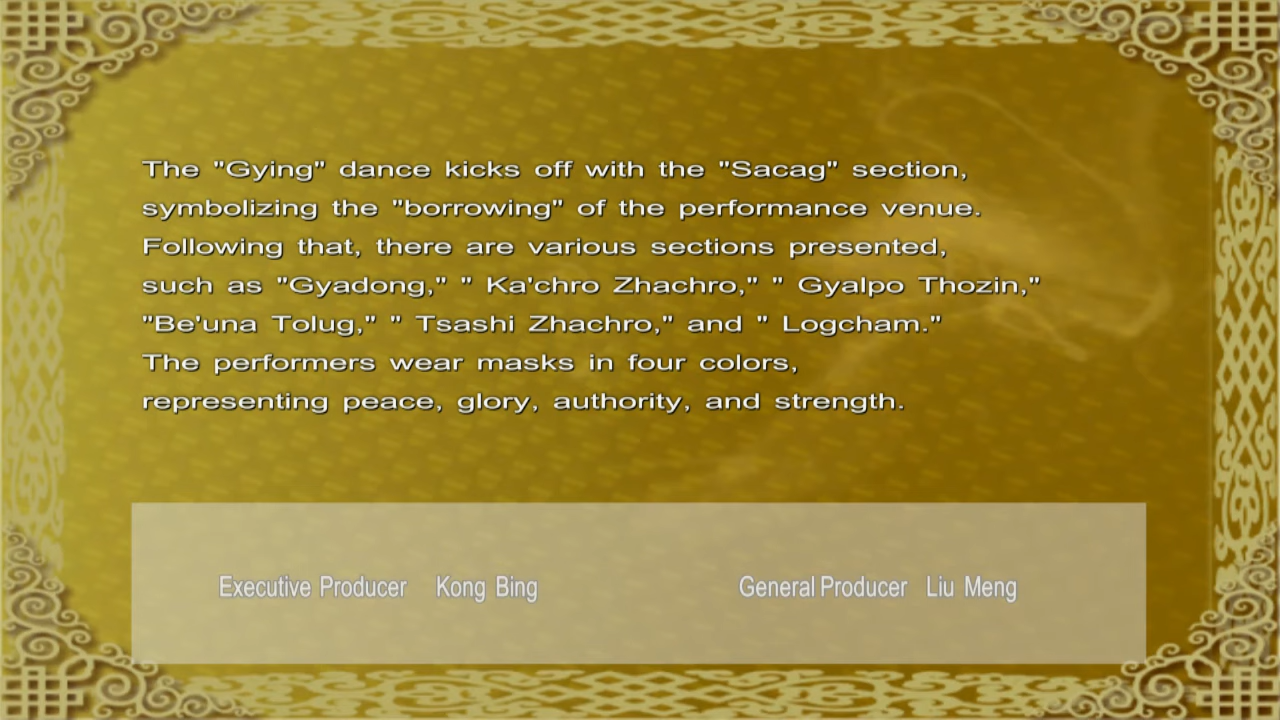 The "Gying" dance kicks off with the "Sacag" section,
symbolizing the "borrowing" of the performance venue.
Following that, there are various sections presented,
such as "Gyadong," " Ka'chro Zhachro," " Gyalpo Thozin,"
"Be'una Tolug," " Tsashi Zhachro," and " Logcham."
The performers wear masks in four colors,
representing peace, glory, authority, and strength.
Executive Producer Kong Bing General Producer Liu Meng